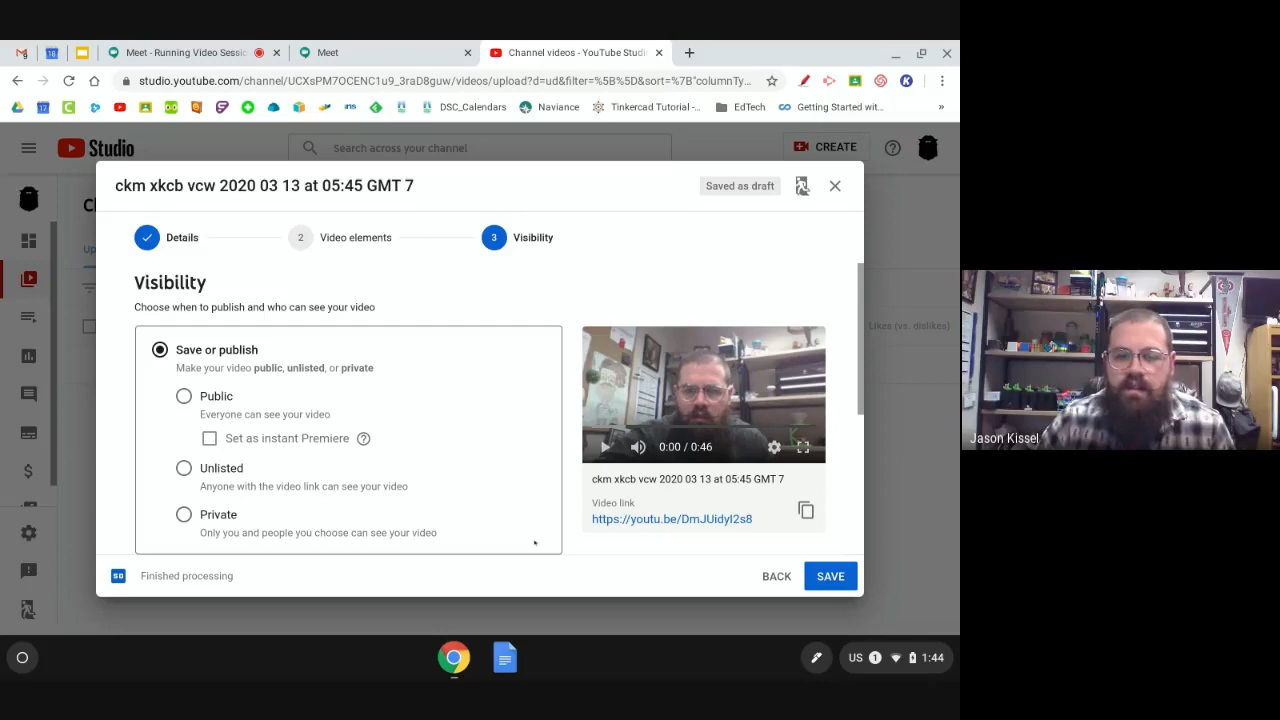 Meet - Running Video Sessi
Meet
Channel videos - YouTube Studi
studio.youtube.com/channel/UCXsPM7OCENC1u9_3raD8guw/videos/upload?d=ud&filter=%5B%5D&sort=%7B"columnTy...
DSC_Calendars
Naviance
Tinkercad Tutorial -...
EdTech
Getting Started wit...
»
Studio
Search across your channel
CREATE
ckm xkcb vcw 2020 03 13 at 05:45 GMT 7
Saved as draft
Details
2 Video elements
3 Visibility
Visibility
Choose when to publish and who can see your video
Save or publish
Make your video public, unlisted, or private
Public
Everyone can see your video
Set as instant Premiere
Unlisted
Anyone with the video link can see your video
Private
Only you and people you choose can see your video
0:00 / 0:46
ckm xkcb vcw 2020 03 13 at 05:45 GMT 7
Video link
https://youtu.be/DmJUidyI2s8
Likes (vs. dislikes)
SD Finished processing
BACK
SAVE
Jason Kissel
US 1 1:44